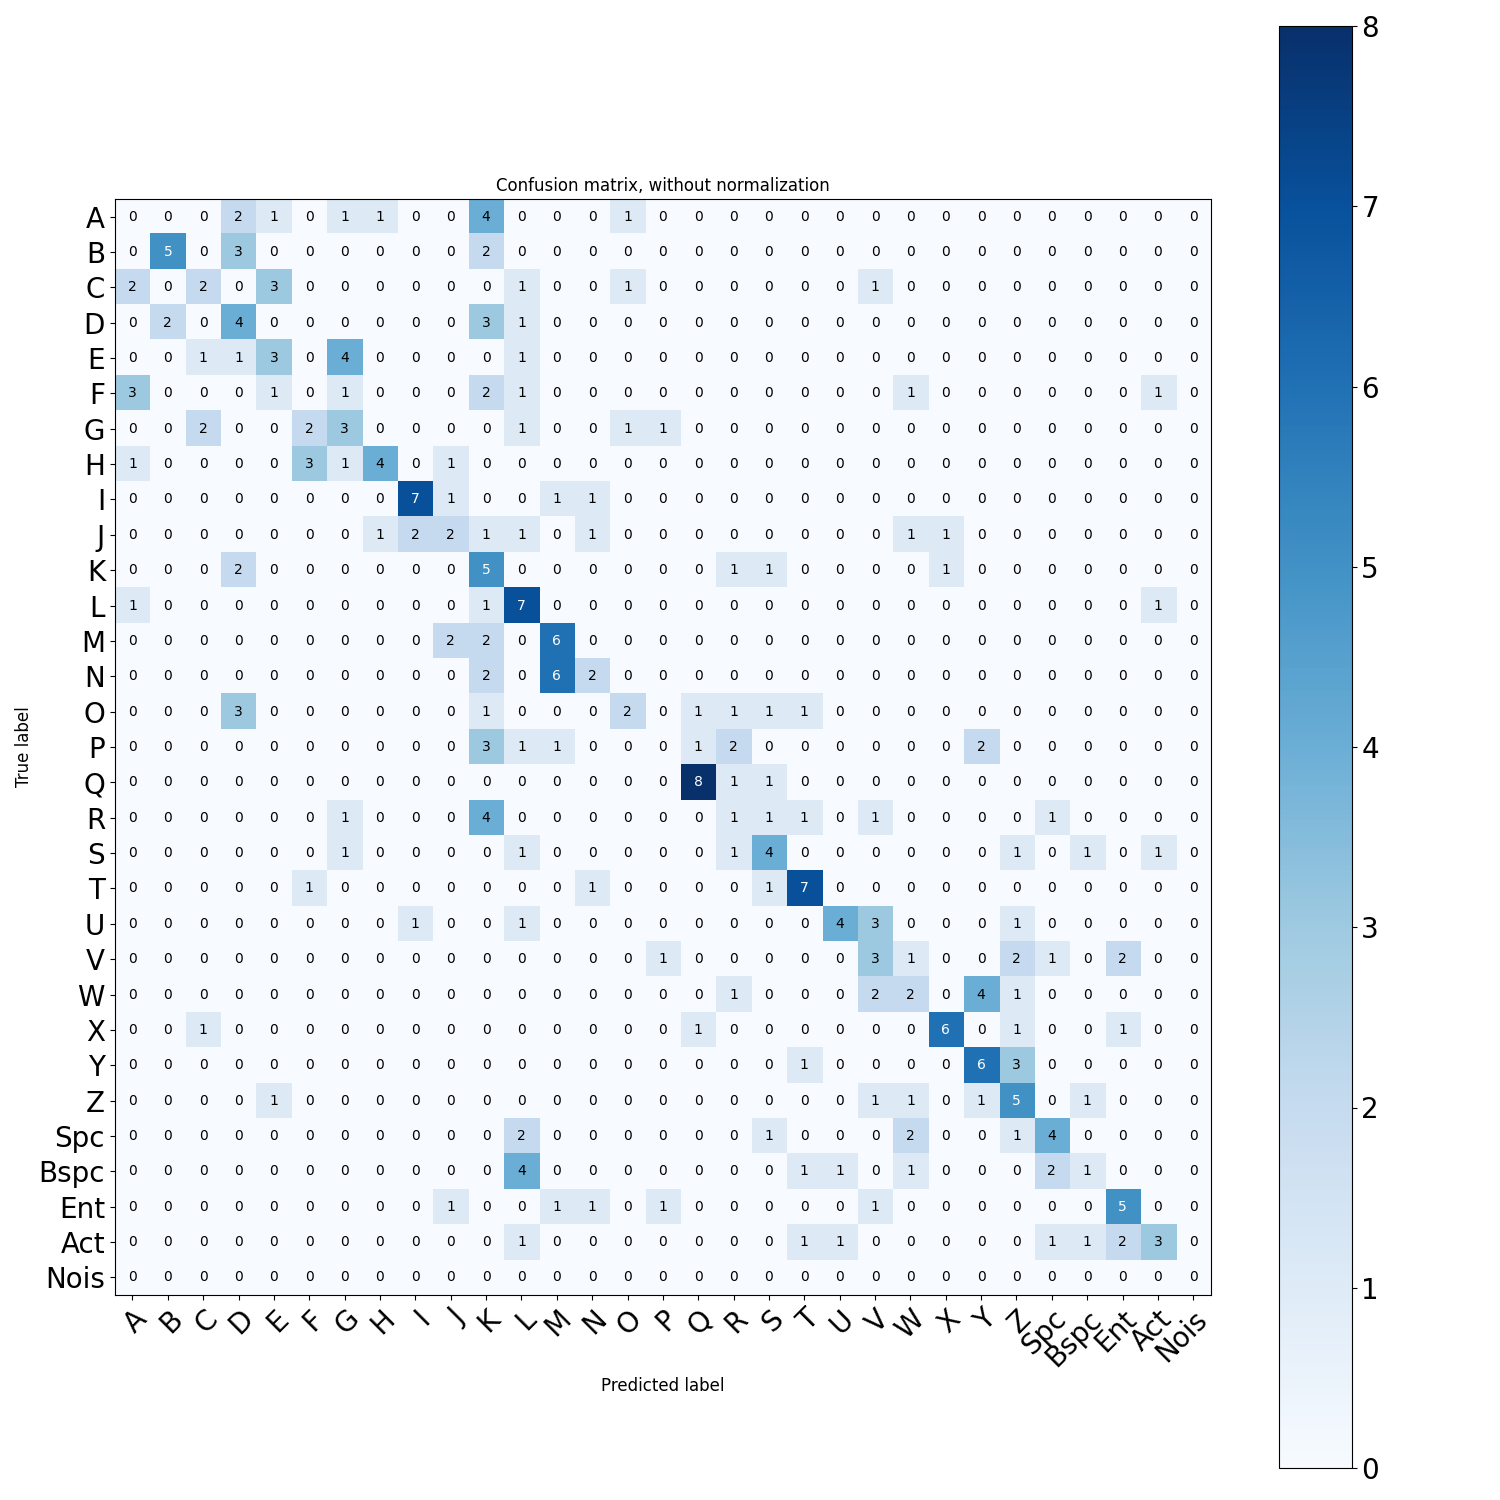 Confusion matrix, without normalization
A 0 0 0 2 1 0 1 1 0 0 4 0 0 0 1 0 0 0 0 0 0 0 0 0 0 0 0 0 0 0 0
B 0 5 0 3 0 0 0 0 0 0 2 0 0 0 0 0 0 0 0 0 0 0 0 0 0 0 0 0 0 0 0
C 2 0 2 0 3 0 0 0 0 0 0 1 0 0 1 0 0 0 0 0 0 1 0 0 0 0 0 0 0 0 0
D 0 2 0 4 0 0 0 0 0 0 3 1 0 0 0 0 0 0 0 0 0 0 0 0 0 0 0 0 0 0 0
E 0 0 1 1 3 0 4 0 0 0 0 1 0 0 0 0 0 0 0 0 0 0 0 0 0 0 0 0 0 0 0
F 3 0 0 0 1 0 1 0 0 0 2 1 0 0 0 0 0 0 0 0 0 0 1 0 0 0 0 0 0 1 0
G 0 0 2 0 0 2 3 0 0 0 0 1 0 0 1 1 0 0 0 0 0 0 0 0 0 0 0 0 0 0 0
H 1 0 0 0 0 3 1 4 0 1 0 0 0 0 0 0 0 0 0 0 0 0 0 0 0 0 0 0 0 0 0
I 0 0 0 0 0 0 0 0 7 1 0 0 1 1 0 0 0 0 0 0 0 0 0 0 0 0 0 0 0 0 0
J 0 0 0 0 0 0 0 1 2 2 1 1 0 1 0 0 0 0 0 0 0 0 1 1 0 0 0 0 0 0 0
K 0 0 0 2 0 0 0 0 0 0 5 0 0 0 0 0 0 1 1 0 0 0 0 1 0 0 0 0 0 0 0
L 1 0 0 0 0 0 0 0 0 0 1 7 0 0 0 0 0 0 0 0 0 0 0 0 0 0 0 0 0 1 0
M 0 0 0 0 0 0 0 0 0 2 2 0 6 0 0 0 0 0 0 0 0 0 0 0 0 0 0 0 0 0 0
N 0 0 0 0 0 0 0 0 0 0 2 0 6 2 0 0 0 0 0 0 0 0 0 0 0 0 0 0 0 0 0
O 0 0 0 3 0 0 0 0 0 0 1 0 0 0 2 0 1 1 1 1 0 0 0 0 0 0 0 0 0 0 0
P 0 0 0 0 0 0 0 0 0 0 3 1 1 0 0 0 1 2 0 0 0 0 0 0 2 0 0 0 0 0 0
Q 0 0 0 0 0 0 0 0 0 0 0 0 0 0 0 0 8 1 1 0 0 0 0 0 0 0 0 0 0 0 0
R 0 0 0 0 0 0 1 0 0 0 4 0 0 0 0 0 0 1 1 1 0 1 0 0 0 0 1 0 0 0 0
S 0 0 0 0 0 0 1 0 0 0 0 1 0 0 0 0 0 1 4 0 0 0 0 0 0 1 0 1 0 1 0
T 0 0 0 0 0 1 0 0 0 0 0 0 0 1 0 0 0 0 1 7 0 0 0 0 0 0 0 0 0 0 0
U 0 0 0 0 0 0 0 0 1 0 0 1 0 0 0 0 0 0 0 0 4 3 0 0 0 1 0 0 0 0 0
V 0 0 0 0 0 0 0 0 0 0 0 0 0 0 0 1 0 0 0 0 0 3 1 0 0 2 1 0 2 0 0
W 0 0 0 0 0 0 0 0 0 0 0 0 0 0 0 0 0 1 0 0 0 2 2 0 4 1 0 0 0 0 0
X 0 0 1 0 0 0 0 0 0 0 0 0 0 0 0 0 1 0 0 0 0 0 0 6 0 1 0 0 1 0 0
Y 0 0 0 0 0 0 0 0 0 0 0 0 0 0 0 0 0 0 0 1 0 0 0 0 6 3 0 0 0 0 0
Z 0 0 0 0 1 0 0 0 0 0 0 0 0 0 0 0 0 0 0 0 0 1 1 0 1 5 0 1 0 0 0
Spc 0 0 0 0 0 0 0 0 0 0 0 2 0 0 0 0 0 0 1 0 0 0 2 0 0 1 4 0 0 0 0
Bspc 0 0 0 0 0 0 0 0 0 0 0 4 0 0 0 0 0 0 0 1 1 0 1 0 0 0 2 1 0 0 0
Ent 0 0 0 0 0 0 0 0 0 1 0 0 1 1 0 1 0 0 0 0 0 1 0 0 0 0 0 0 5 0 0
Act 0 0 0 0 0 0 0 0 0 0 0 1 0 0 0 0 0 0 0 1 1 0 0 0 0 0 1 1 2 3 0
Nois 0 0 0 0 0 0 0 0 0 0 0 0 0 0 0 0 0 0 0 0 0 0 0 0 0 0 0 0 0 0 0
A B C D E F G H I J K L M N O P Q R S T U V W X Y Z Spc Bspc Ent Act Nois
Predicted label
True label
8
7
6
5
4
3
2
1
0